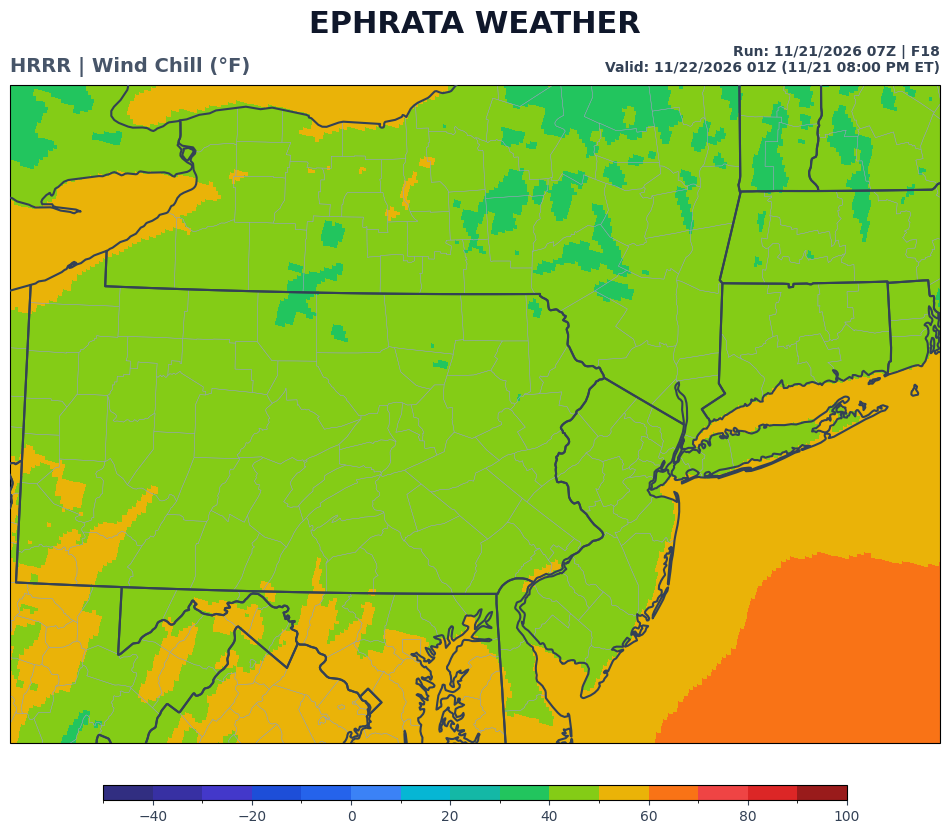 EPHRATA WEATHER
HRRR | Wind Chill (°F)
Run: 11/21/2026 07Z | F18
Valid: 11/22/2026 01Z (11/21 08:00 PM ET)
−40 −20 0 20 40 60 80 100